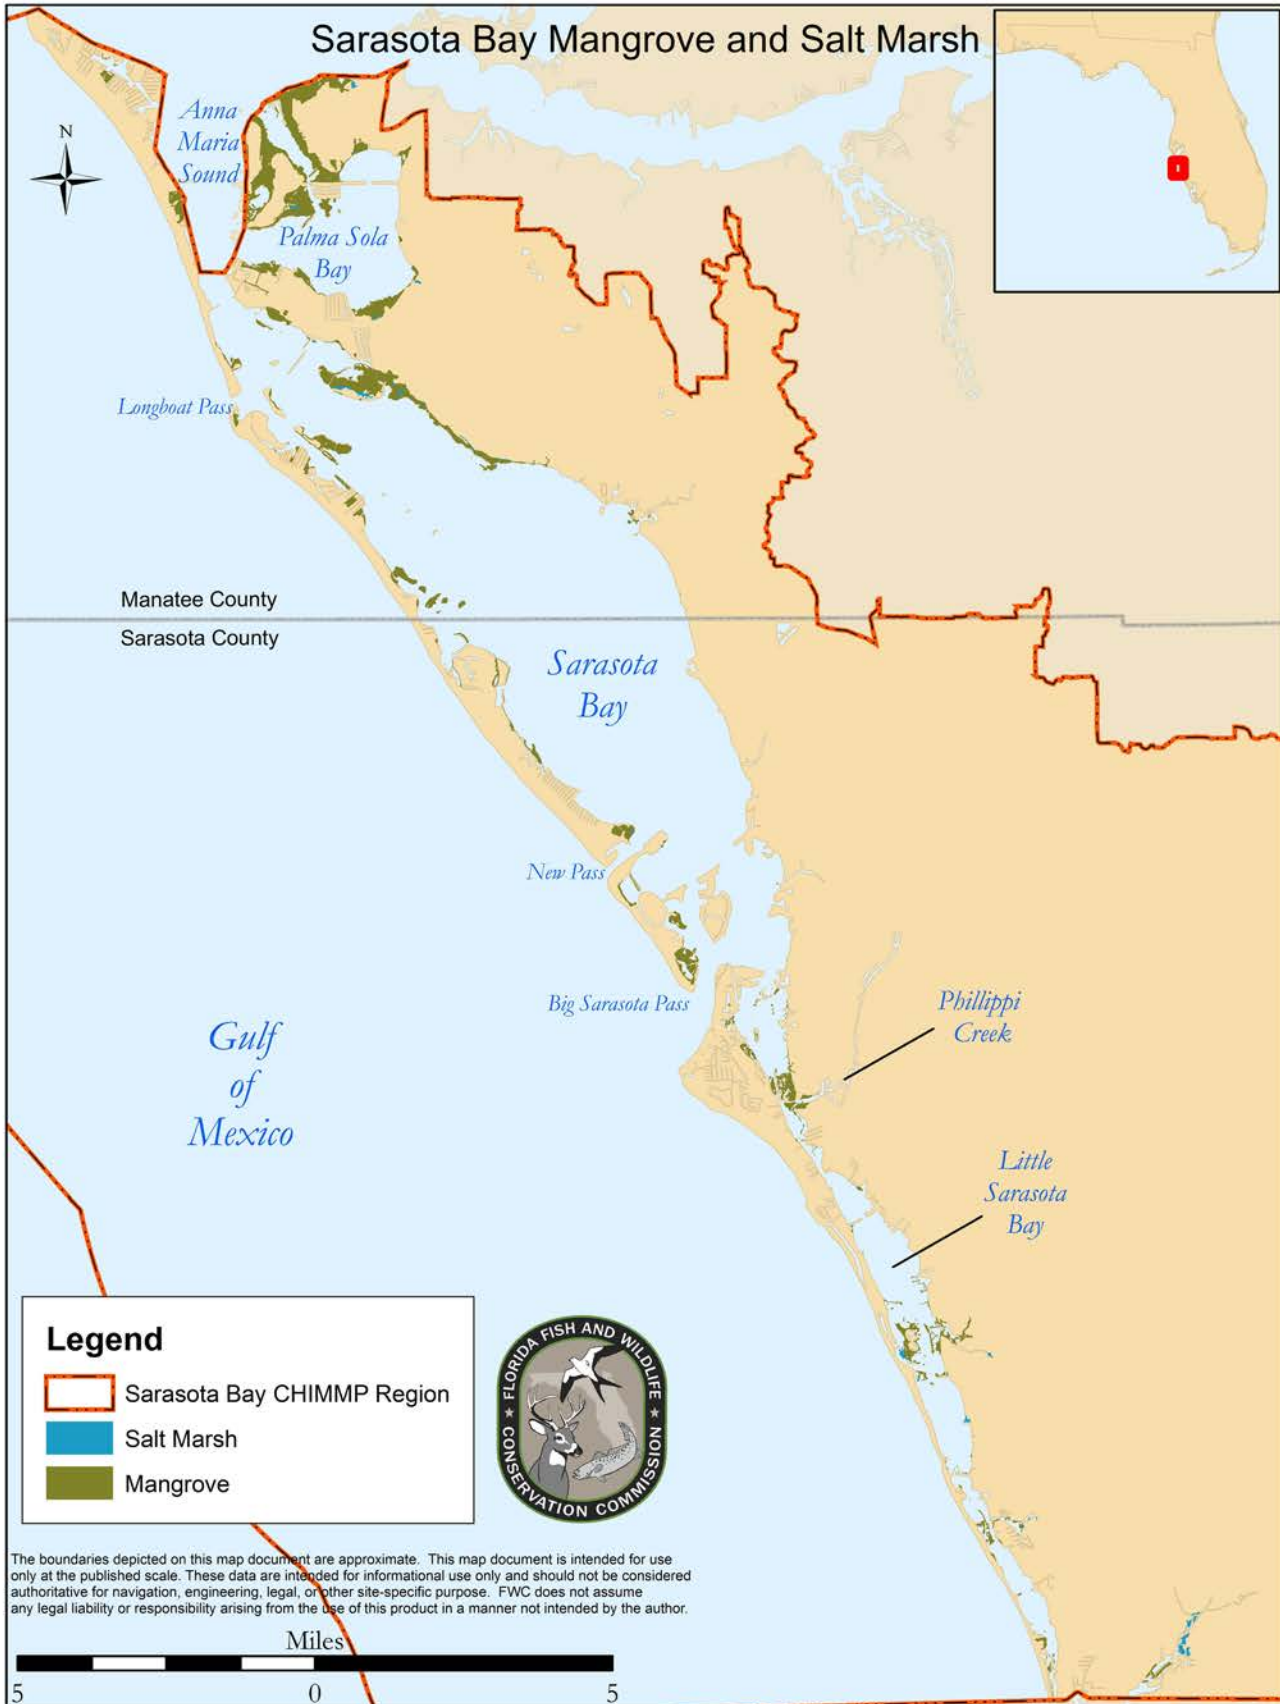 Sarasota Bay Mangrove and Salt Marsh
N
Anna
Maria
Sound
Palma Sola
Bay
Longboat Pass
Manatee County
Sarasota County
Sarasota
Bay
New Pass
Big Sarasota Pass
Phillippi
Creek
Gulf
of
Mexico
Little
Sarasota
Bay
Legend
Sarasota Bay CHIMMP Region
Salt Marsh
Mangrove
FLORIDA FISH AND WILDLIFE
CONSERVATION COMMISSION
The boundaries depicted on this map document are approximate. This map document is intended for use
only at the published scale. These data are intended for informational use only and should not be considered
authoritative for navigation, engineering, legal, or other site-specific purpose. FWC does not assume
any legal liability or responsibility arising from the use of this product in a manner not intended by the author.
Miles
5 0 5